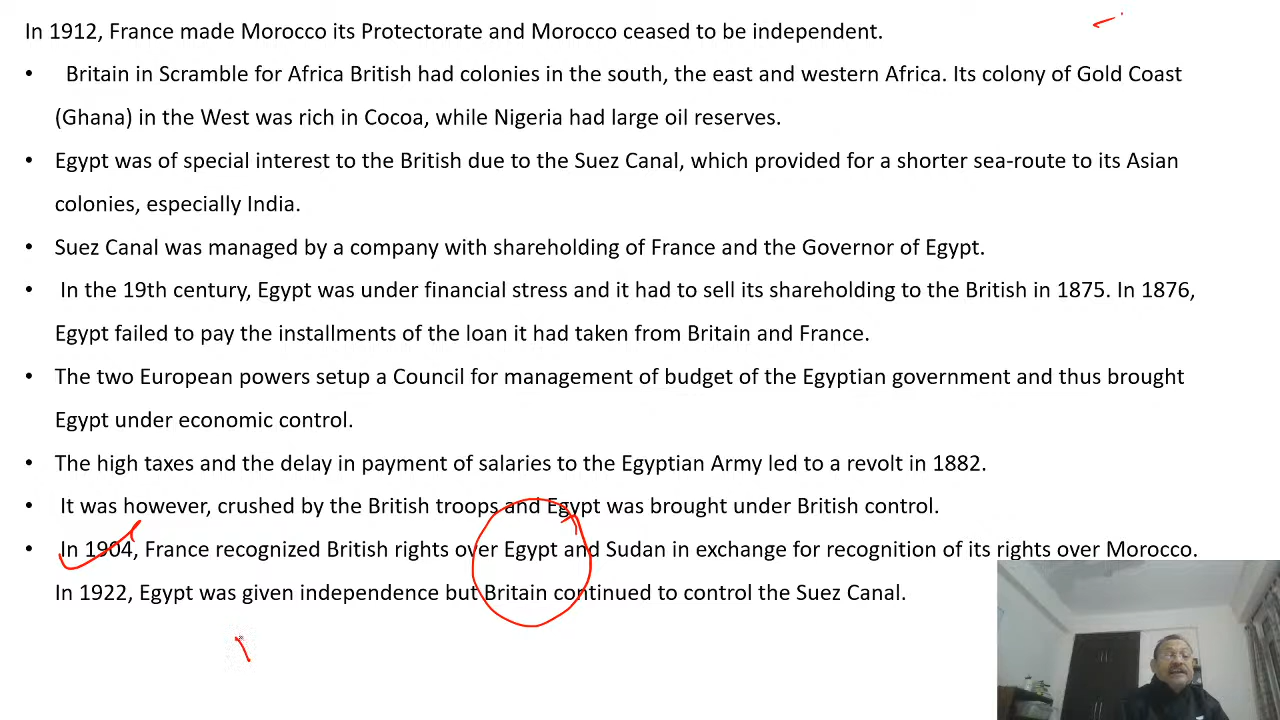 In 1912, France made Morocco its Protectorate and Morocco ceased to be independent.
• Britain in Scramble for Africa British had colonies in the south, the east and western Africa. Its colony of Gold Coast
(Ghana) in the West was rich in Cocoa, while Nigeria had large oil reserves.
• Egypt was of special interest to the British due to the Suez Canal, which provided for a shorter sea-route to its Asian
colonies, especially India.
• Suez Canal was managed by a company with shareholding of France and the Governor of Egypt.
• In the 19th century, Egypt was under financial stress and it had to sell its shareholding to the British in 1875. In 1876,
Egypt failed to pay the installments of the loan it had taken from Britain and France.
• The two European powers setup a Council for management of budget of the Egyptian government and thus brought
Egypt under economic control.
• The high taxes and the delay in payment of salaries to the Egyptian Army led to a revolt in 1882.
• It was however, crushed by the British troops and Egypt was brought under British control.
• In 1904, France recognized British rights over Egypt and Sudan in exchange for recognition of its rights over Morocco.
In 1922, Egypt was given independence but Britain continued to control the Suez Canal.